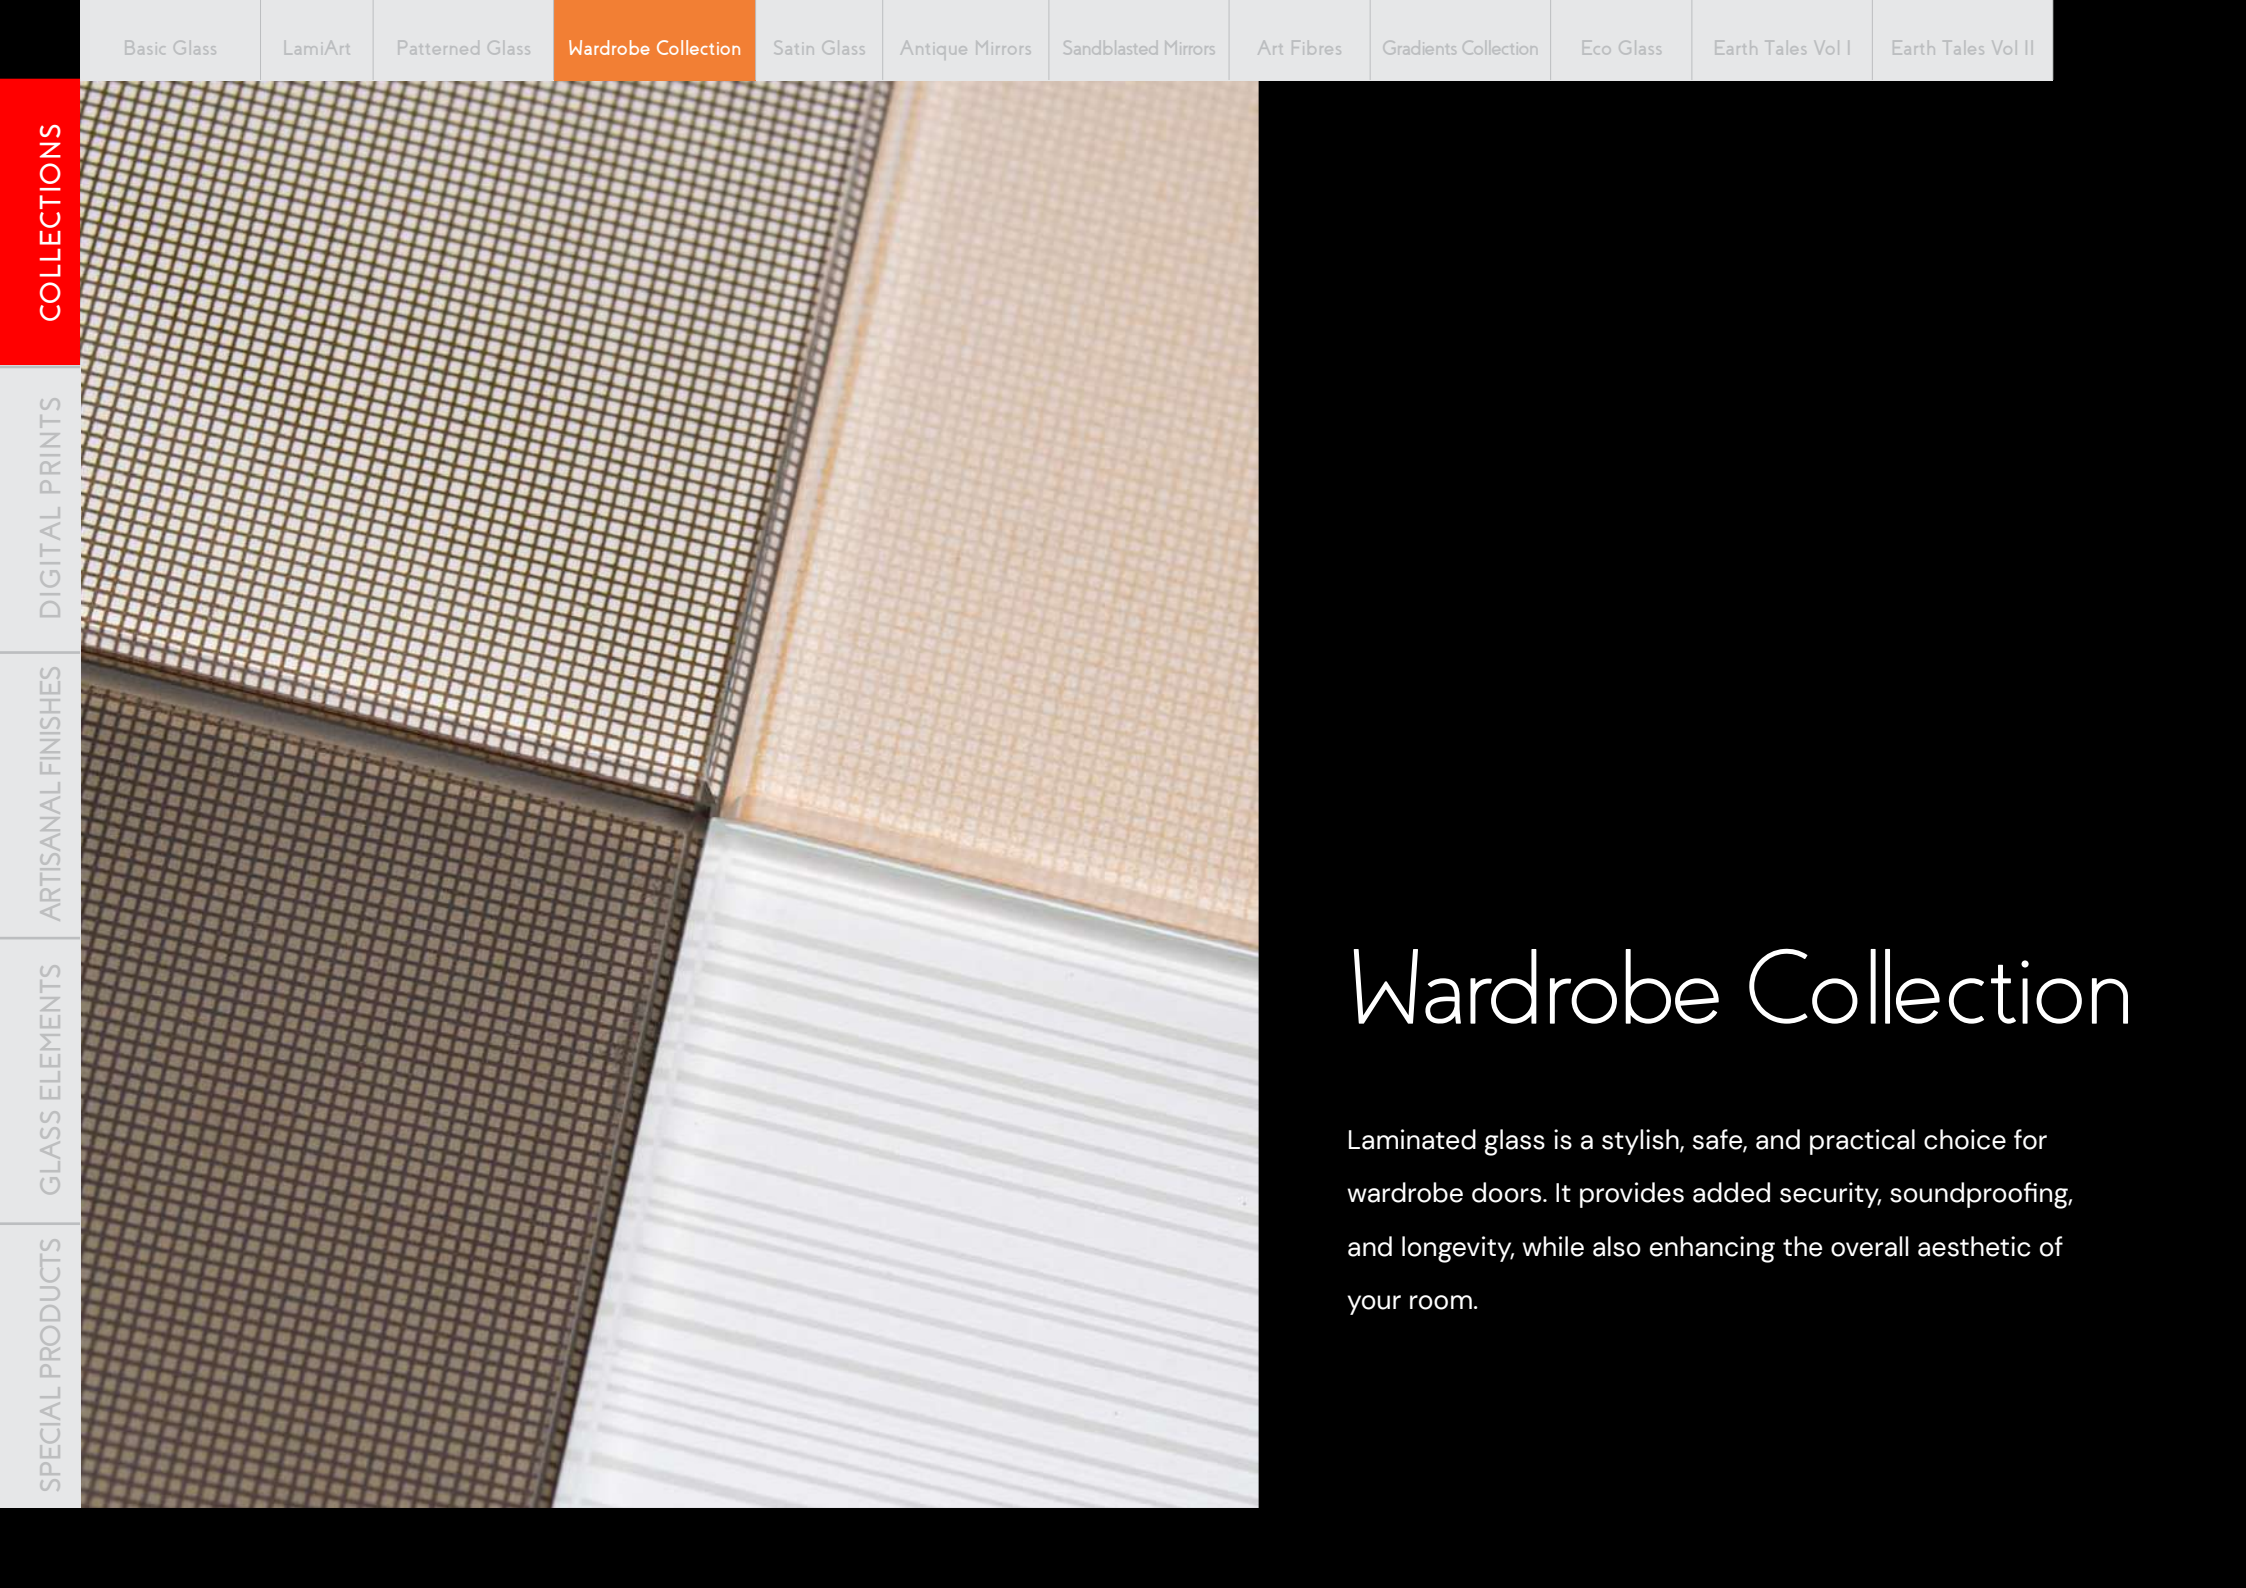 Basic Glass
LamiArt
Patterned Glass
Wardrobe Collection
Satin Glass
Antique Mirrors
Sandblasted Mirrors
Art Fibres
Gradients Collection
Eco Glass
Earth Tales Vol I
Earth Tales Vol II
COLLECTIONS
DIGITAL PRINTS
ARTISANAL FINISHES
GLASS ELEMENTS
SPECIAL PRODUCTS
Wardrobe Collection
Laminated glass is a stylish, safe, and practical choice for
wardrobe doors. It provides added security, soundproofing,
and longevity, while also enhancing the overall aesthetic of
your room.